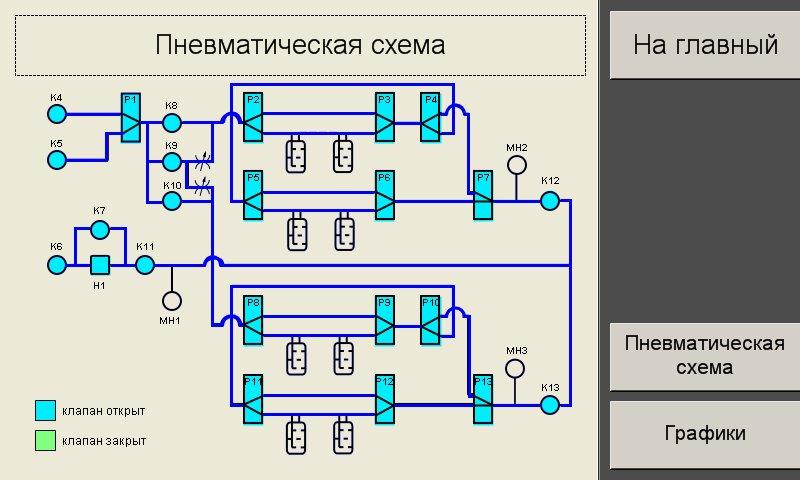 Пневматическая схема
На главный
K4
P1
K8
P2
P3
P4
K5
K9
MH2
K10
P5
P6
P7
K12
K7
K6
K11
H1
MH1
P8
P9
P10
MH3
Пневматическая
схема
P11
P12
P13
K13
клапан открыт
клапан закрыт
Графики